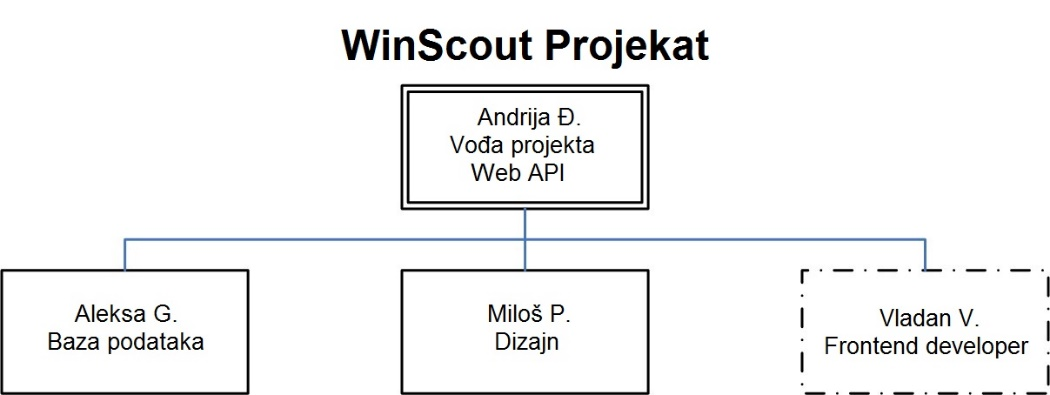 WinScout Projekat
Andrija Đ.
Vođa projekta
Web API
Aleksa G.
Baza podataka
Miloš P.
Dizajn
Vladan V.
Frontend developer